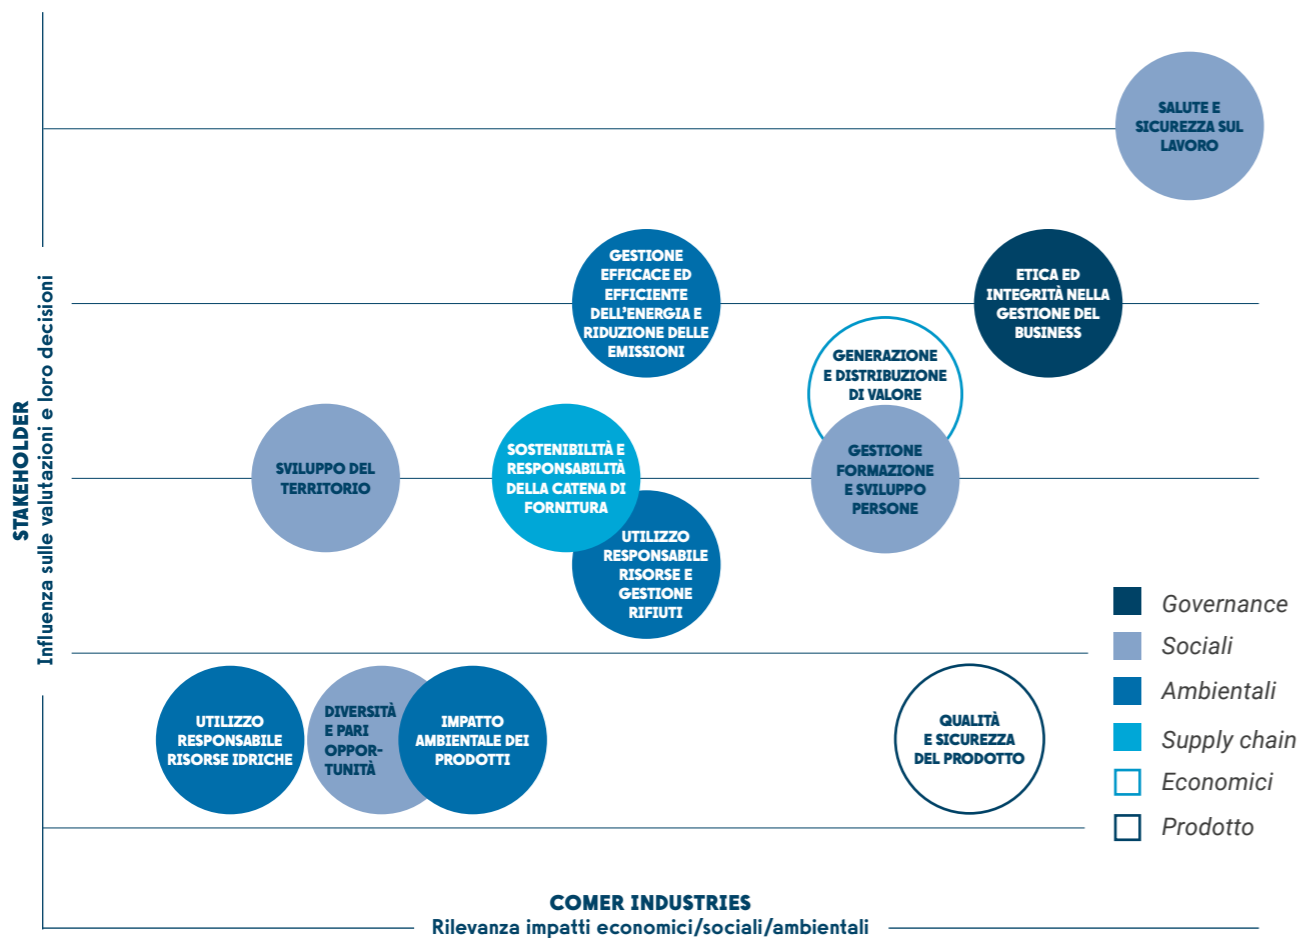 SALUTE E
SICUREZZA SUL
LAVORO
GESTIONE
EFFICACE ED
EFFICIENTE
DELL'ENERGIA E
RIDUZIONE DELLE
EMISSIONI
ETICA ED
INTEGRITÀ NELLA
GESTIONE DEL
BUSINESS
GENERAZIONE
E DISTRIBUZIONE
DI VALORE
STAKEHOLDER
Influenza sulle valutazioni e loro decisioni
SVILUPPO DEL
TERRITORIO
SOSTENIBILITÀ E
RESPONSABILITÀ
DELLA CATENA DI
FORNITURA
GESTIONE
FORMAZIONE
E SVILUPPO
PERSONE
UTILIZZO
RESPONSABILE
RISORSE E
GESTIONE
RIFIUTI
UTILIZZO
RESPONSABILE
RISORSE IDRICHE
DIVERSITÀ
E PARI
OPPOR-
TUNITÀ
IMPATTO
AMBIENTALE DEI
PRODOTTI
QUALITÀ
E SICUREZZA
DEL PRODOTTO
Governance
Sociali
Ambientali
Supply chain
Economici
Prodotto
COMER INDUSTRIES
Rilevanza impatti economici/sociali/ambientali